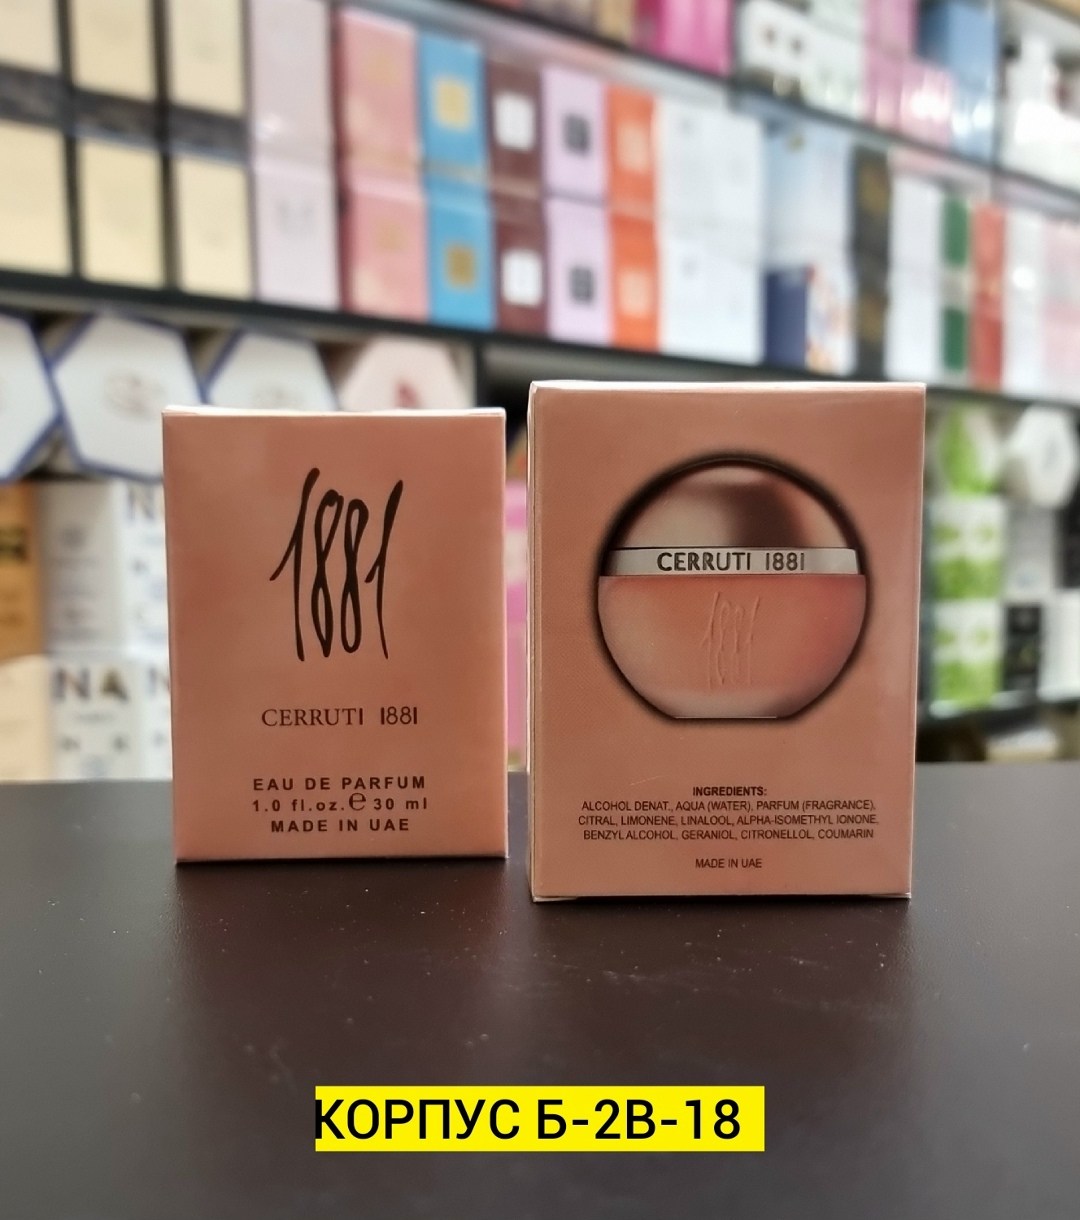 1881
CERRUTI 1881
EAU DE PARFUM
1.0 fl.oz. e 30 ml
MADE IN UAE
CERRUTI 1881
1881
INGREDIENTS:
ALCOHOL DENAT., AQUA (WATER), PARFUM (FRAGRANCE),
CITRAL, LIMONENE, LINALOOL, ALPHA-ISOMETHYL IONONE,
BENZYL ALCOHOL, GERANIOL, CITRONELLOL, COUMARIN
MADE IN UAE
NA
КОРПУС Б-2В-18